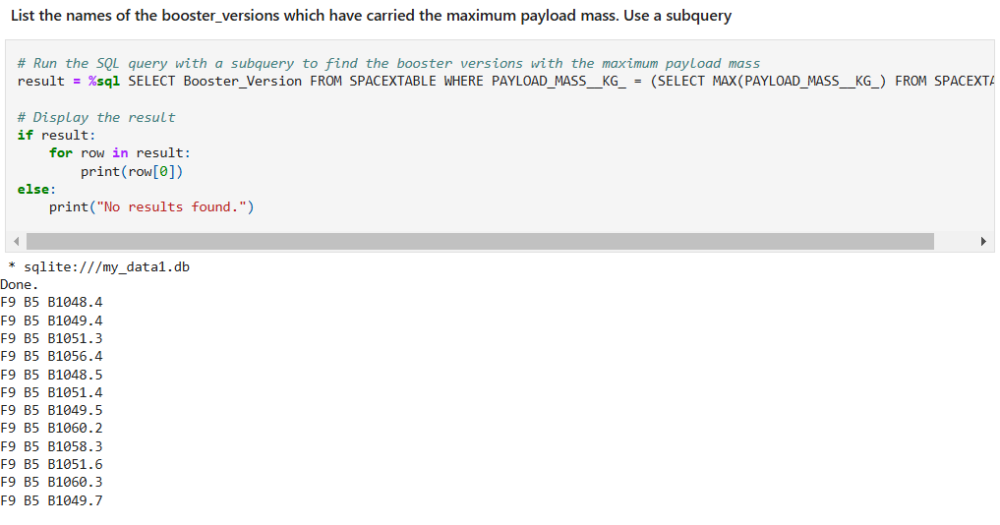 List the names of the booster_versions which have carried the maximum payload mass. Use a subquery
# Run the SQL query with a subquery to find the booster versions with the maximum payload mass
result = %sql SELECT Booster_Version FROM SPACEXTABLE WHERE PAYLOAD_MASS__KG_ = (SELECT MAX(PAYLOAD_MASS__KG_) FROM SPACEXTA
# Display the result
if result:
    for row in result:
        print(row[0])
else:
    print("No results found.")
* sqlite:///my_data1.db
Done.
F9 B5 B1048.4
F9 B5 B1049.4
F9 B5 B1051.3
F9 B5 B1056.4
F9 B5 B1048.5
F9 B5 B1051.4
F9 B5 B1049.5
F9 B5 B1060.2
F9 B5 B1058.3
F9 B5 B1051.6
F9 B5 B1060.3
F9 B5 B1049.7